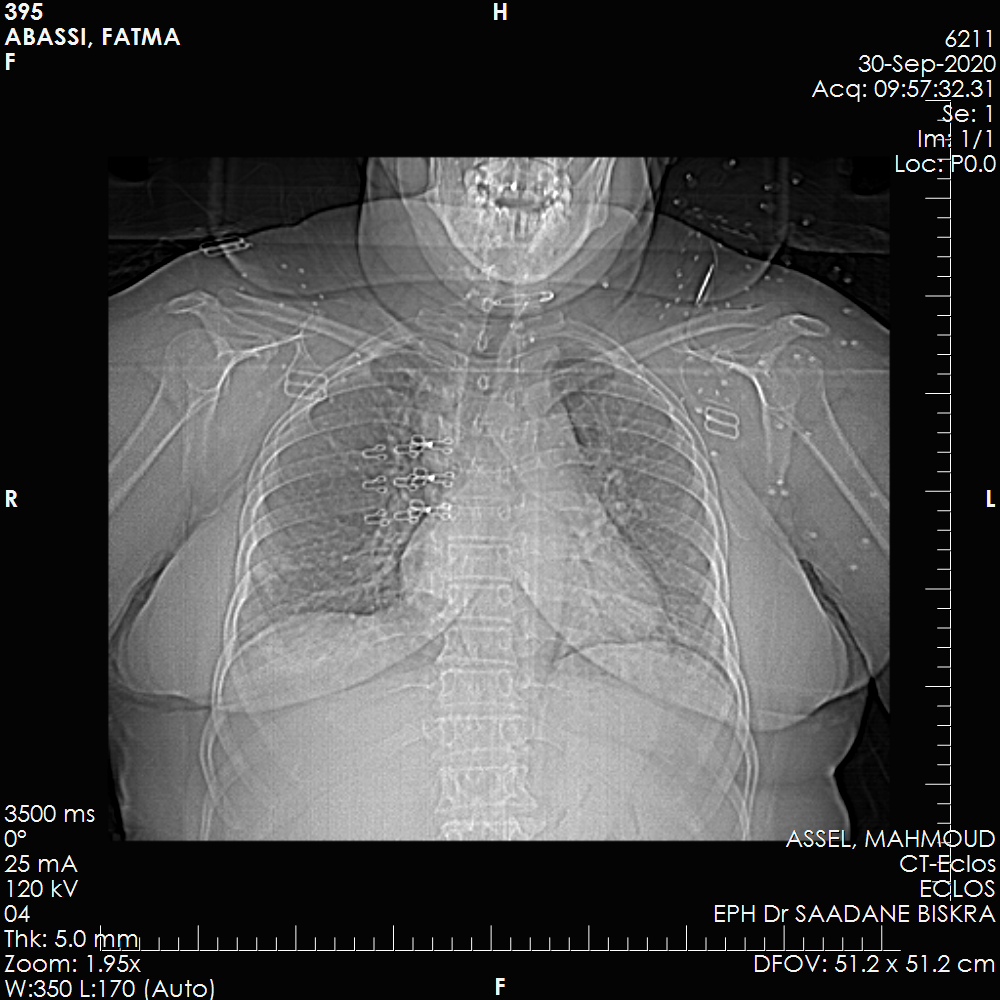 395
ABASSI, FATMA
F
H
6211
30-Sep-2020
Acq: 09:57:32.31
Se: 1
Im: 1/1
Loc: P0.0
R
L
3500 ms
0°
25 mA
120 kV
04
Thk: 5.0 mm
Zoom: 1.95x
W:350 L:170 (Auto)
F
ASSEL, MAHMOUD
CT-Eclos
ECLOS
EPH Dr SAADANE BISKRA
DFOV: 51.2 x 51.2 cm